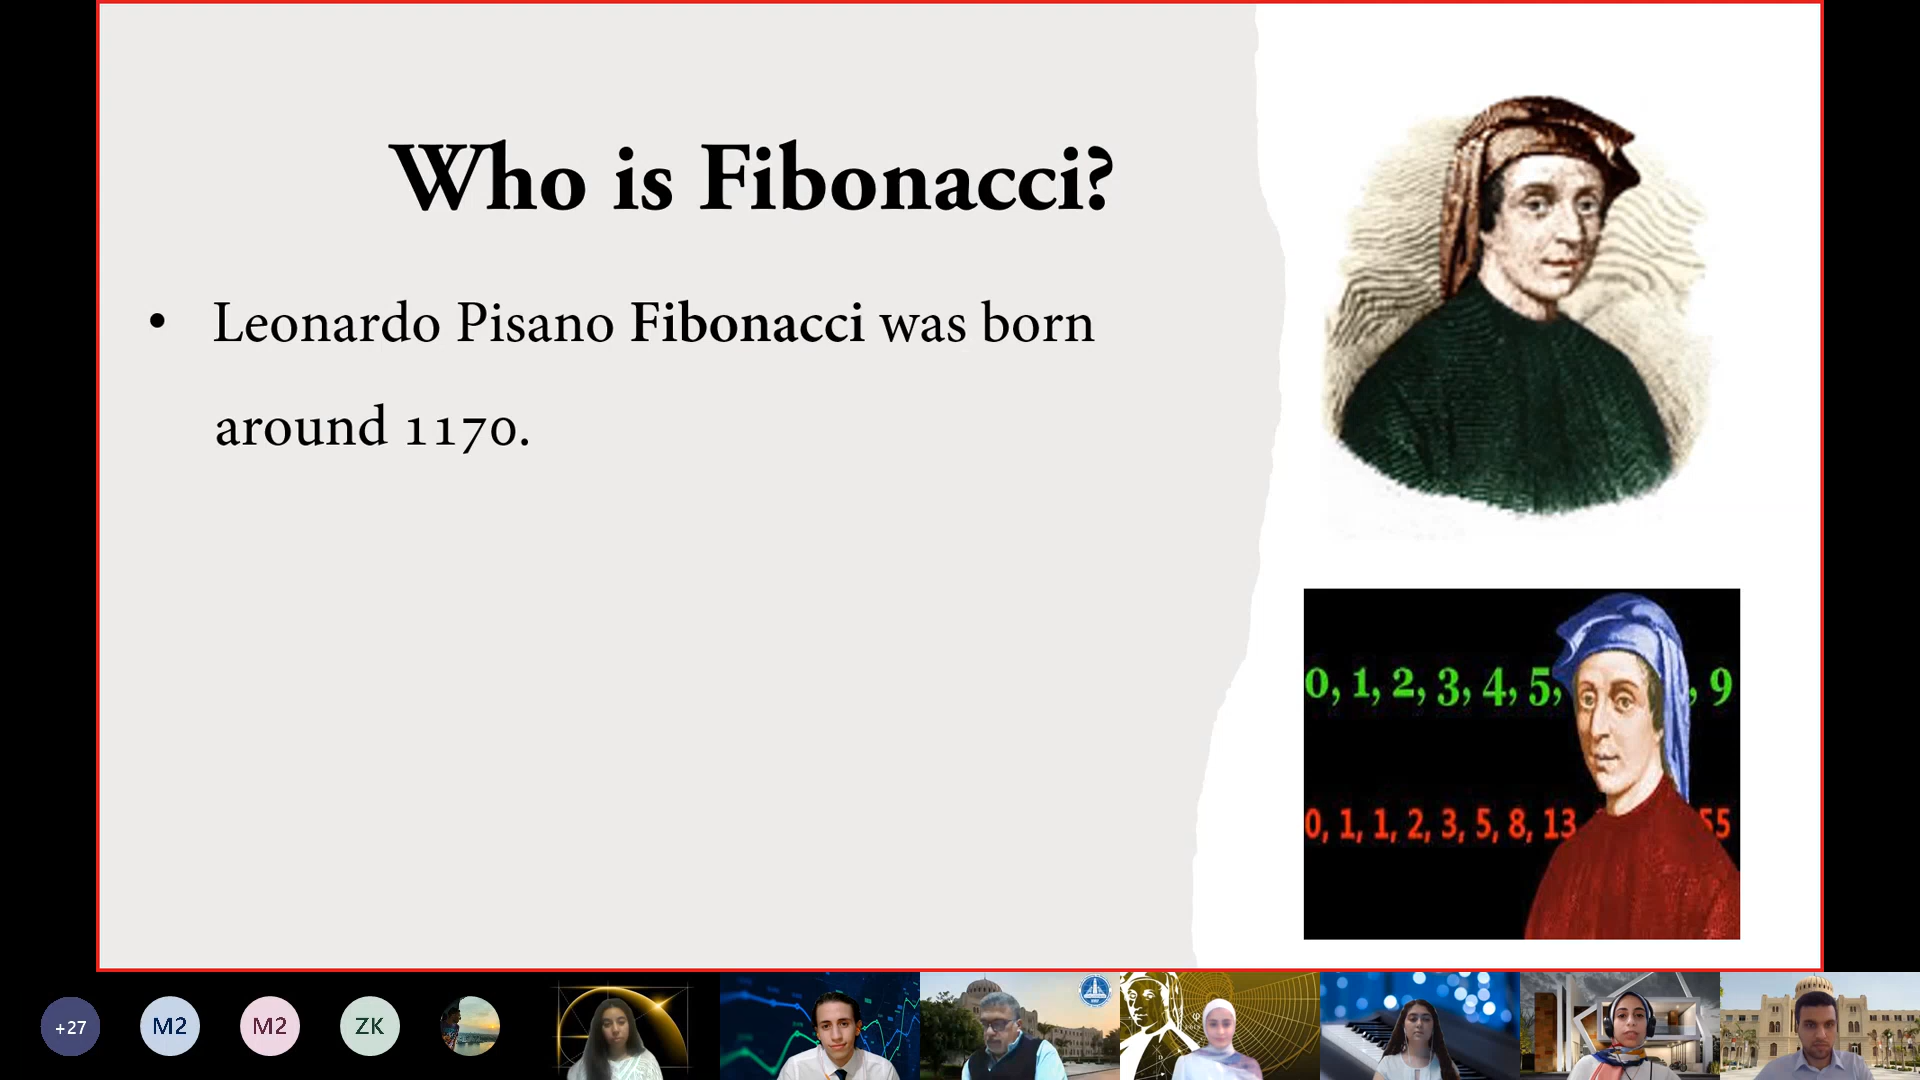 Who is Fibonacci?
• Leonardo Pisano Fibonacci was born
around 1170.
0, 1, 2, 3, 4, 5, , 9
0, 1, 1, 2, 3, 5, 8, 13 55
+27
M2
M2
ZK